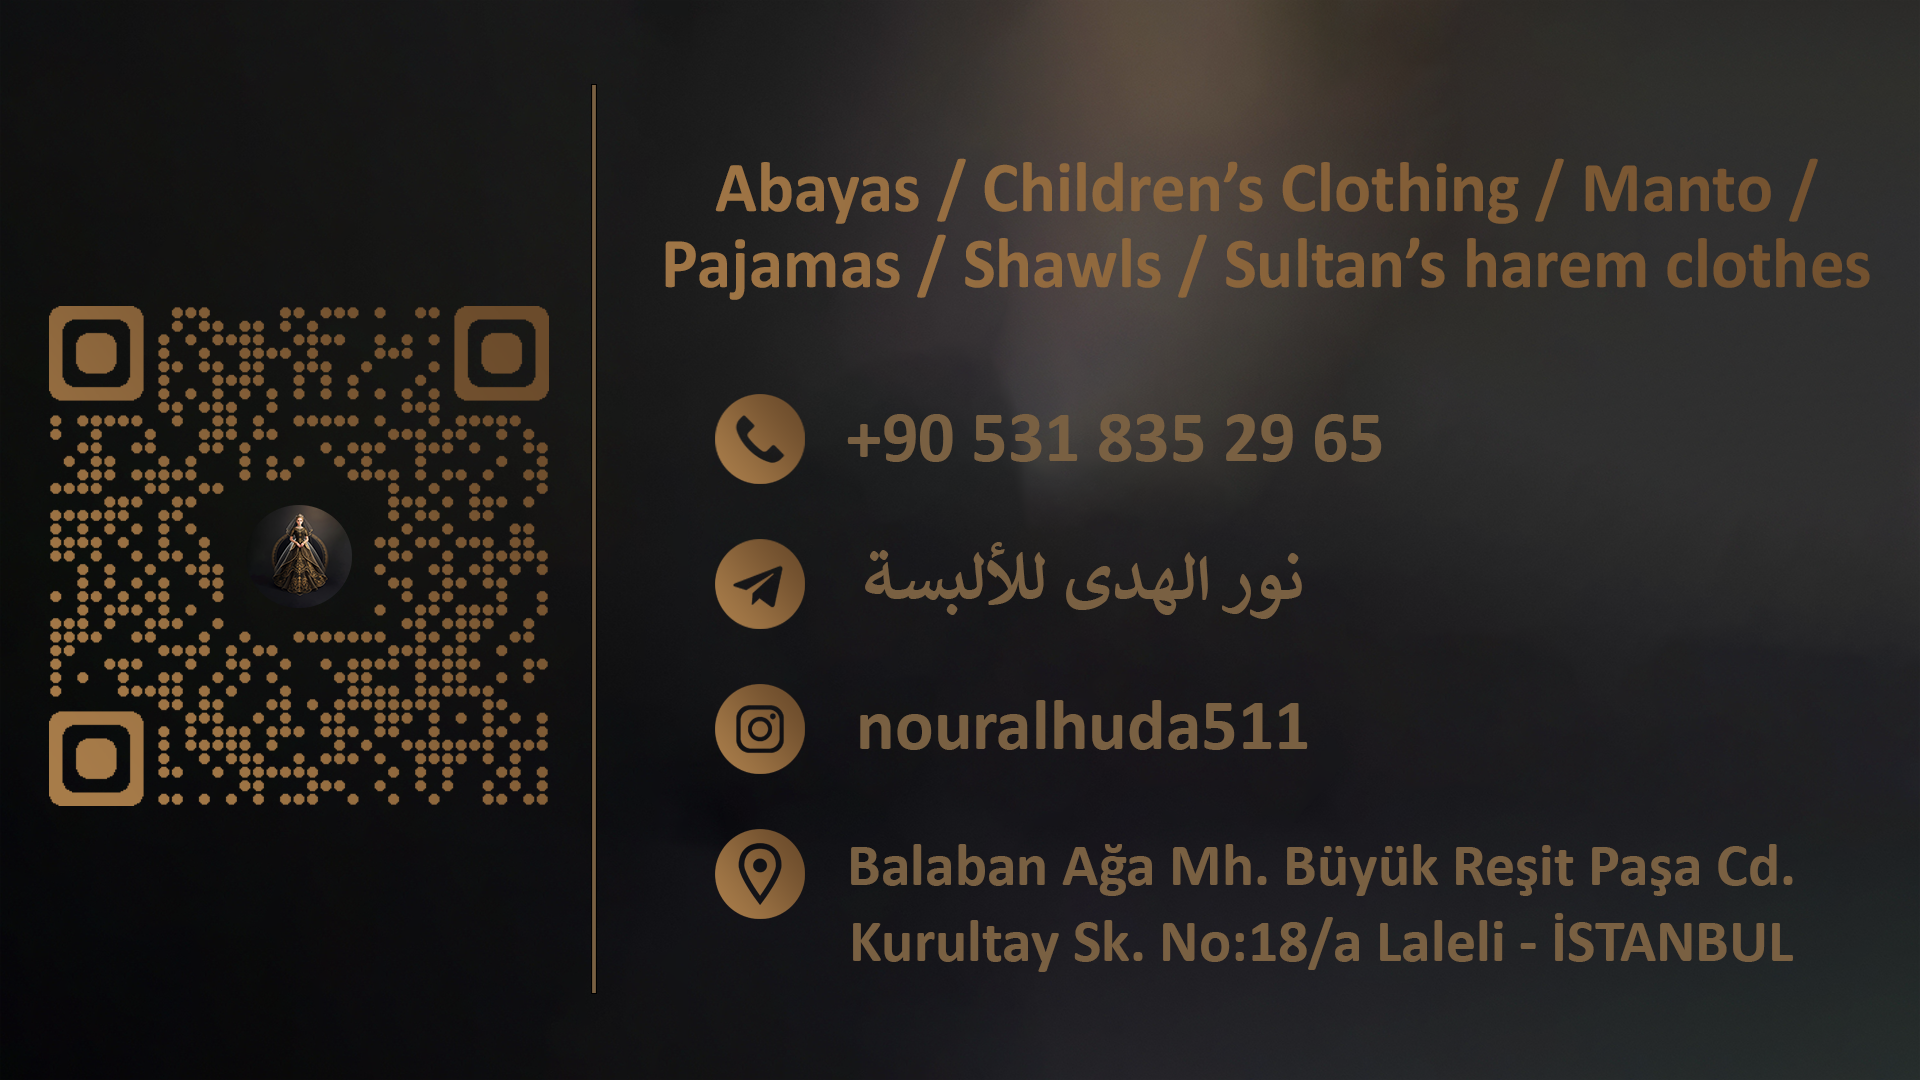 Abayas / Children’s Clothing / Manto /
Pajamas / Shawls / Sultan’s harem clothes
+90 531 835 29 65
نور الهدى للألبسة
nouralhuda511
Balaban Ağa Mh. Büyük Reşit Paşa Cd.
Kurultay Sk. No:18/a Laleli - İSTANBUL